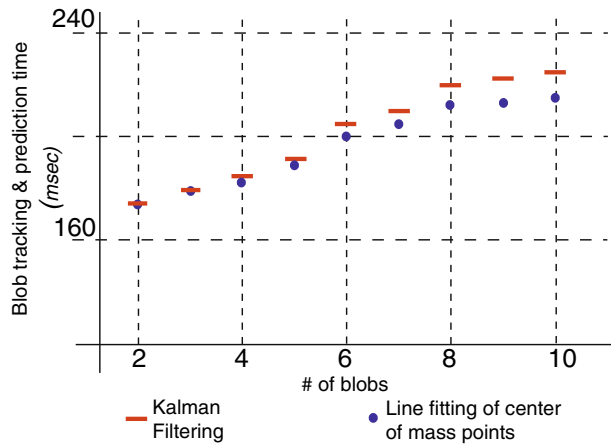 240
160
Blob tracking & prediction time
(msec)
2 4 6 8 10
# of blobs
Kalman
Filtering
Line fitting of center
of mass points